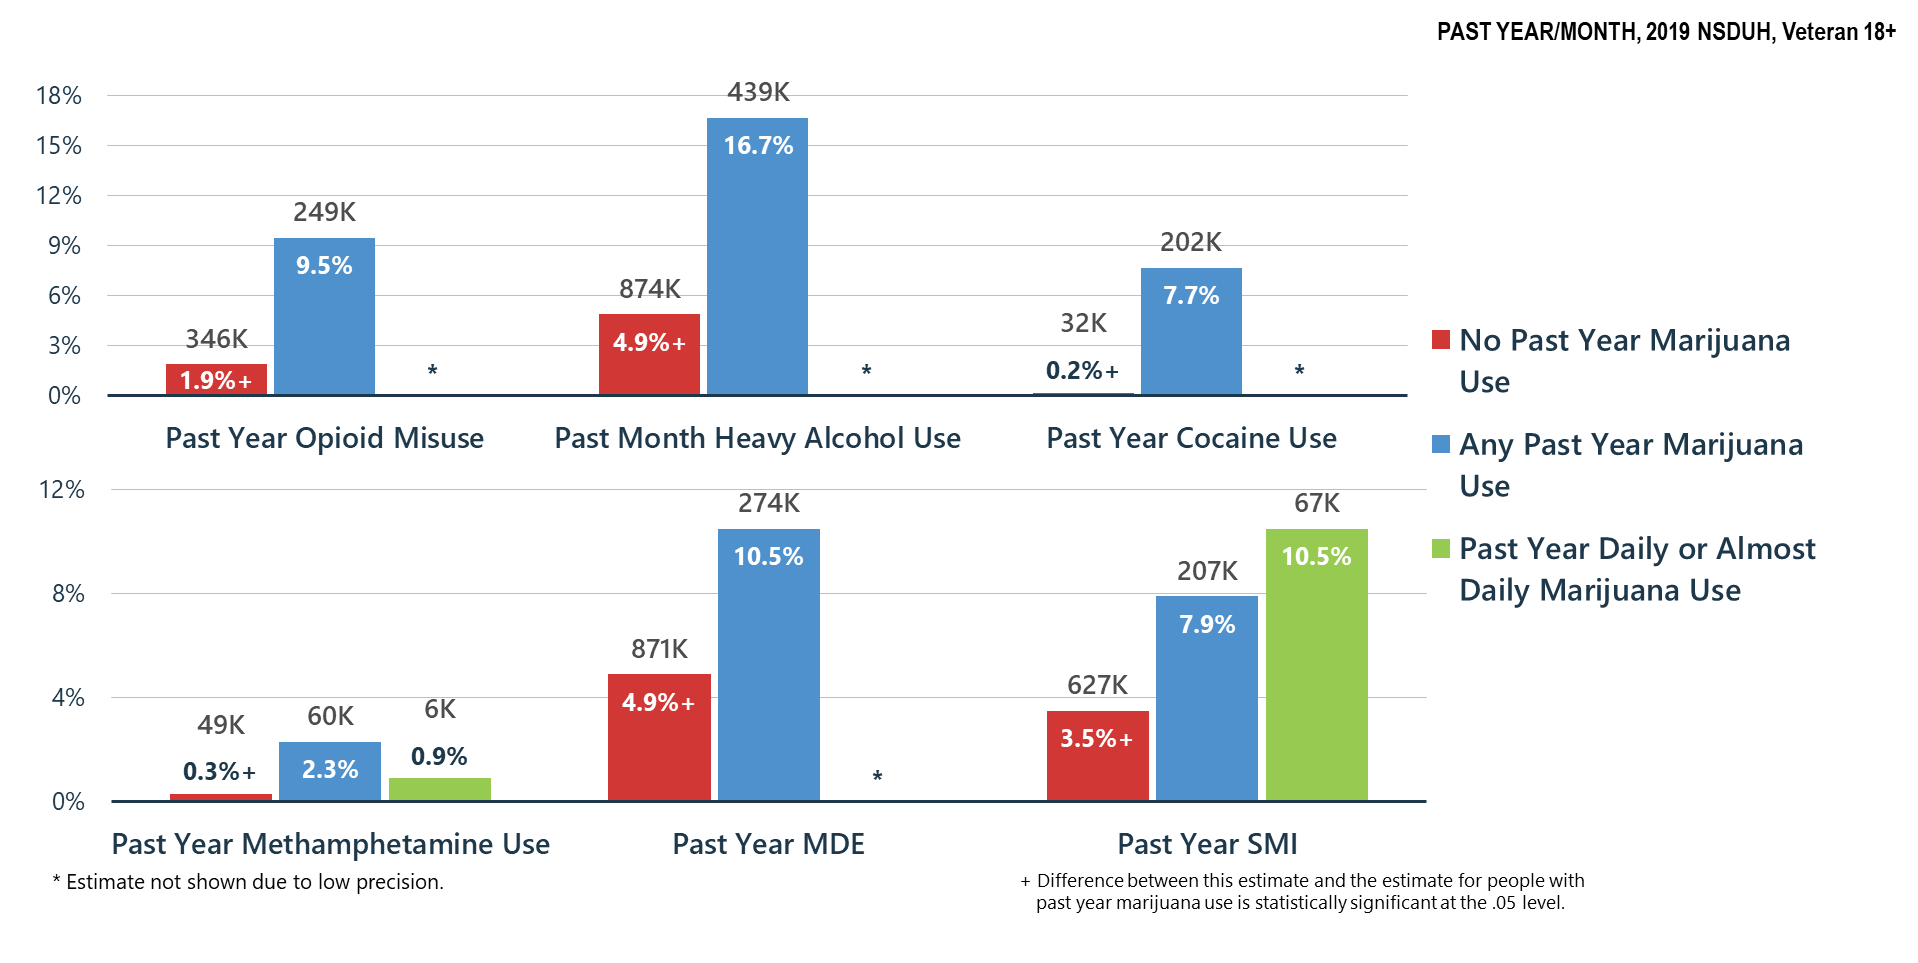 PAST YEAR/MONTH, 2019 NSDUH, Veteran 18+
18%
15%
12%
9%
6%
3%
0%
346K
1.9%+
249K
9.5%
*
874K
4.9%+
439K
16.7%
*
32K
0.2%+
202K
7.7%
*
Past Year Opioid Misuse
Past Month Heavy Alcohol Use
Past Year Cocaine Use
No Past Year Marijuana
Use
Any Past Year Marijuana
Use
Past Year Daily or Almost
Daily Marijuana Use
12%
8%
4%
0%
49K
0.3%+
60K
2.3%
6K
0.9%
871K
4.9%+
274K
10.5%
*
627K
3.5%+
207K
7.9%
67K
10.5%
Past Year Methamphetamine Use
Past Year MDE
Past Year SMI
* Estimate not shown due to low precision.
+ Difference between this estimate and the estimate for people with
past year marijuana use is statistically significant at the .05 level.